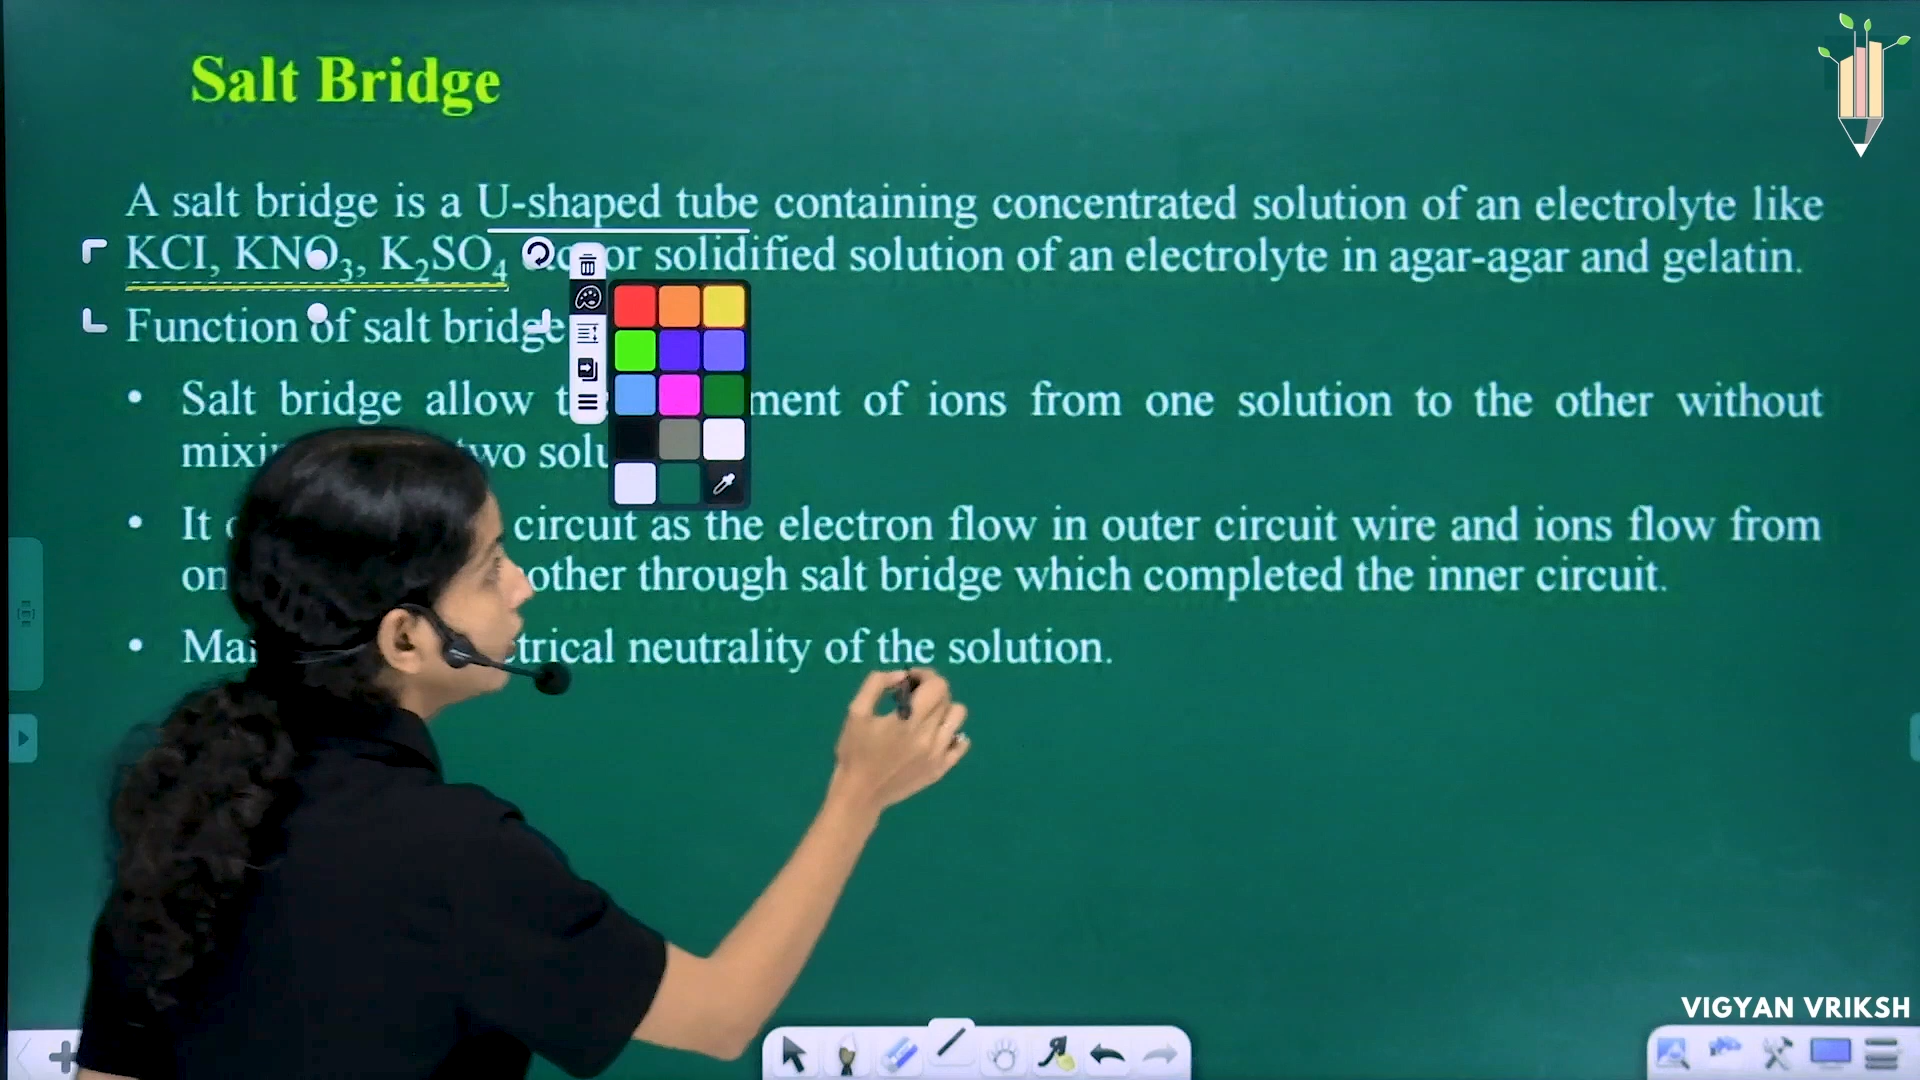 Salt Bridge
A salt bridge is a U-shaped tube containing concentrated solution of an electrolyte like
KCI, KNO₃, K₂SO₄ or solidified solution of an electrolyte in agar-agar and gelatin.
Function of salt bridge
• Salt bridge allow ment of ions from one solution to the other without
mixi wo solu
• It circuit as the electron flow in outer circuit wire and ions flow from
on other through salt bridge which completed the inner circuit.
• Mai trical neutrality of the solution.
VIGYAN VRIKSH